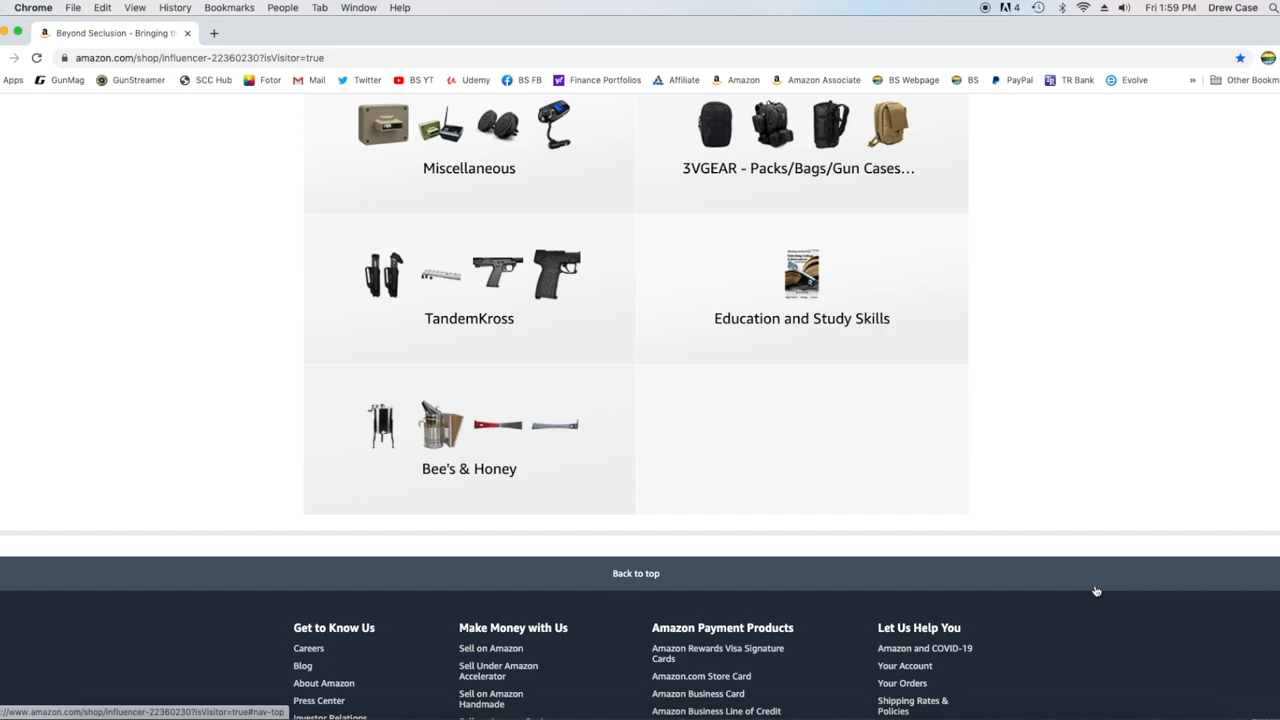 Chrome File Edit View History Bookmarks People Tab Window Help 4 Fri 1:59 PM Drew Case
Beyond Seclusion - Bringing th
amazon.com/shop/influencer-22360230?isVisitor=true
Apps GunMag GunStreamer SCC Hub Fotor Mail Twitter BS YT Udemy BS FB Finance Portfolios Affiliate Amazon Amazon Associate BS Webpage BS PayPal TR Bank Evolve » Other Bookm
Miscellaneous 3VGEAR - Packs/Bags/Gun Cases…
TandemKross Education and Study Skills
Bee's & Honey
Back to top
Get to Know Us Make Money with Us Amazon Payment Products Let Us Help You
Careers Sell on Amazon Amazon Rewards Visa Signature Amazon and COVID-19
Cards
Blog Sell Under Amazon Your Account
Accelerator Amazon.com Store Card
About Amazon Your Orders
Press Center Sell on Amazon Amazon Business Card Shipping Rates &
Handmade Amazon Business Line of Credit Policies
Investor Relations
://www.amazon.com/shop/influencer-22360230?isVisitor=true#nav-top